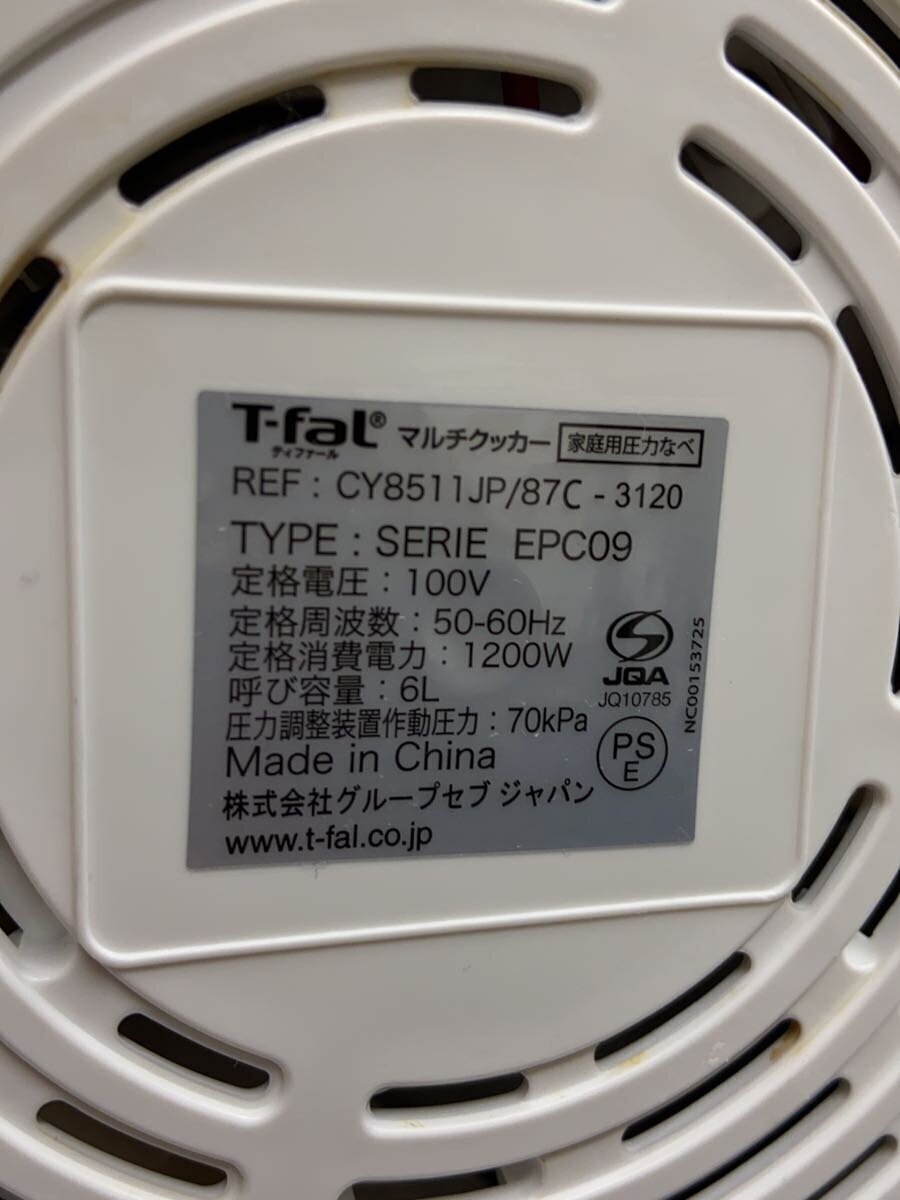 T-fal® マルチクッカー 家庭用圧力なべ
ティファール
REF : CY8511JP/87C - 3120
TYPE : SERIE EPC09
定格電圧 : 100V
定格周波数 : 50-60Hz
定格消費電力 : 1200W
呼び容量 : 6L
圧力調整装置作動圧力 : 70kPa
Made in China
株式会社グループセブ ジャパン
www.t-fal.co.jp
JQA
JQ10785
PS
E
NC00153725